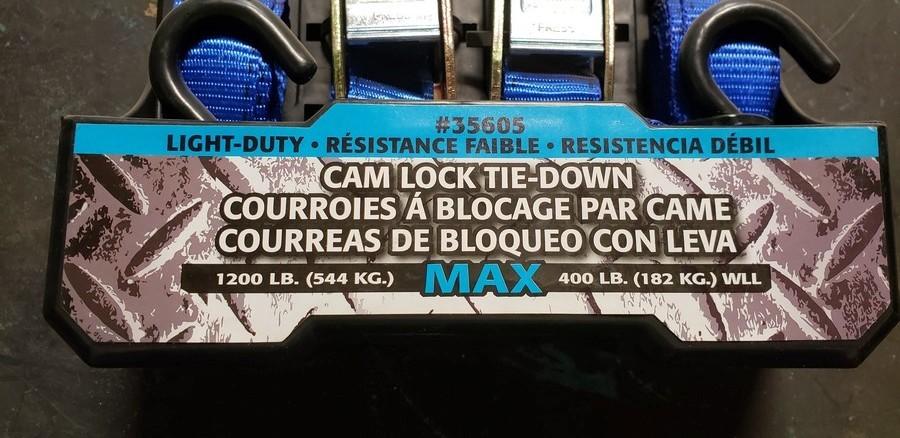 PRESS
#35605
LIGHT-DUTY • RÉSISTANCE FAIBLE • RESISTENCIA DÉBIL
CAM LOCK TIE-DOWN
COURROIES Á BLOCAGE PAR CAME
COURREAS DE BLOQUEO CON LEVA
1200 LB. (544 KG.) MAX 400 LB. (182 KG.) WLL